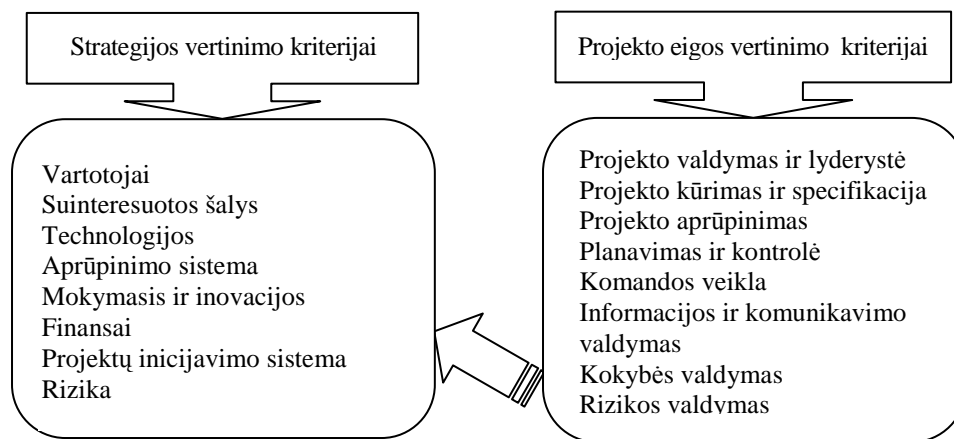 Strategijos vertinimo kriterijai
Vartotojai
Suinteresuotos šalys
Technologijos
Aprūpinimo sistema
Mokymasis ir inovacijos
Finansai
Projektų inicijavimo sistema
Rizika
Projekto eigos vertinimo kriterijai
Projekto valdymas ir lyderystė
Projekto kūrimas ir specifikacija
Projekto aprūpinimas
Planavimas ir kontrolė
Komandos veikla
Informacijos ir komunikavimo
valdymas
Kokybės valdymas
Rizikos valdymas